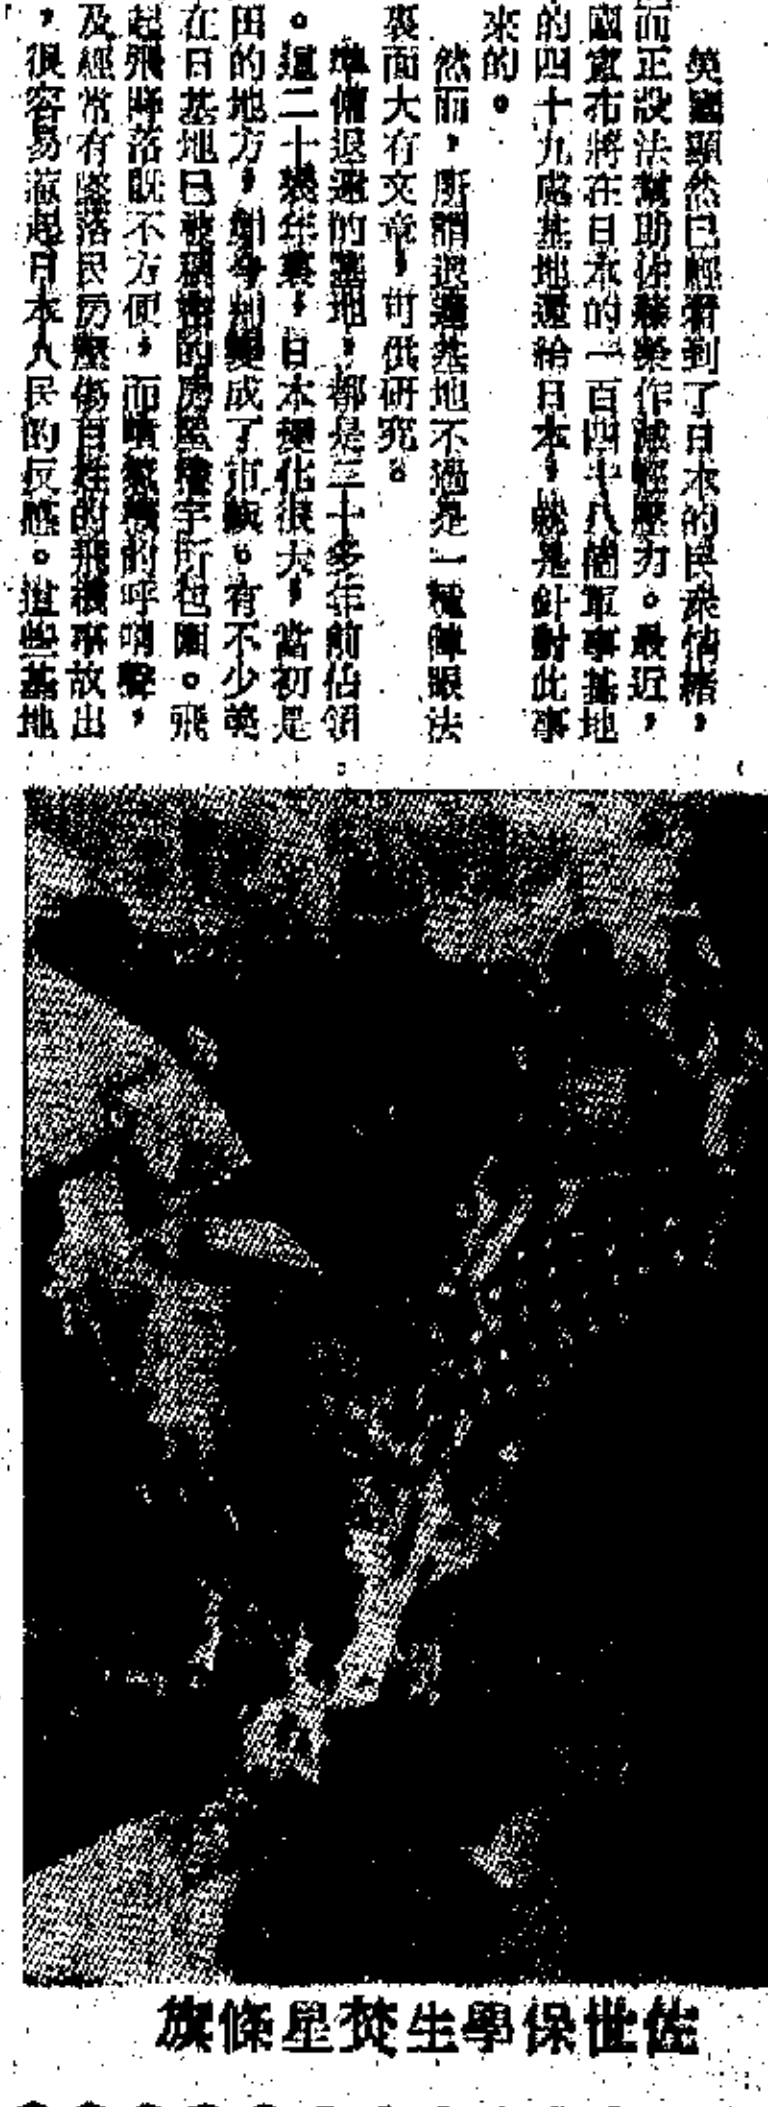 美國顯然已經看到了日本的民衆情緒，
而正設法幫助佐藤榮作減輕壓力。最近，
國宣布將在日本的一百四十八個軍事基地
的四十九處基地還給日本，就是針對此事
來的。
然而，所謂退還基地不過是一種障眼法
裏面大有文章，可供研究。
準備退還的基地，都是二十多年前佔領
。這二十幾年來，日本變化很大，當初是
田的地方，如今却變成了市鎮。有不少美
在日基地已被稠密的房屋樓宇所包圍。飛
起飛降落既不方便，而噴氣機的呼嘯聲，
及經常有墜落民房壓傷百姓的飛機事故出
，很容易激起日本人民的反感。這些基地
佐世保學生焚星條旗